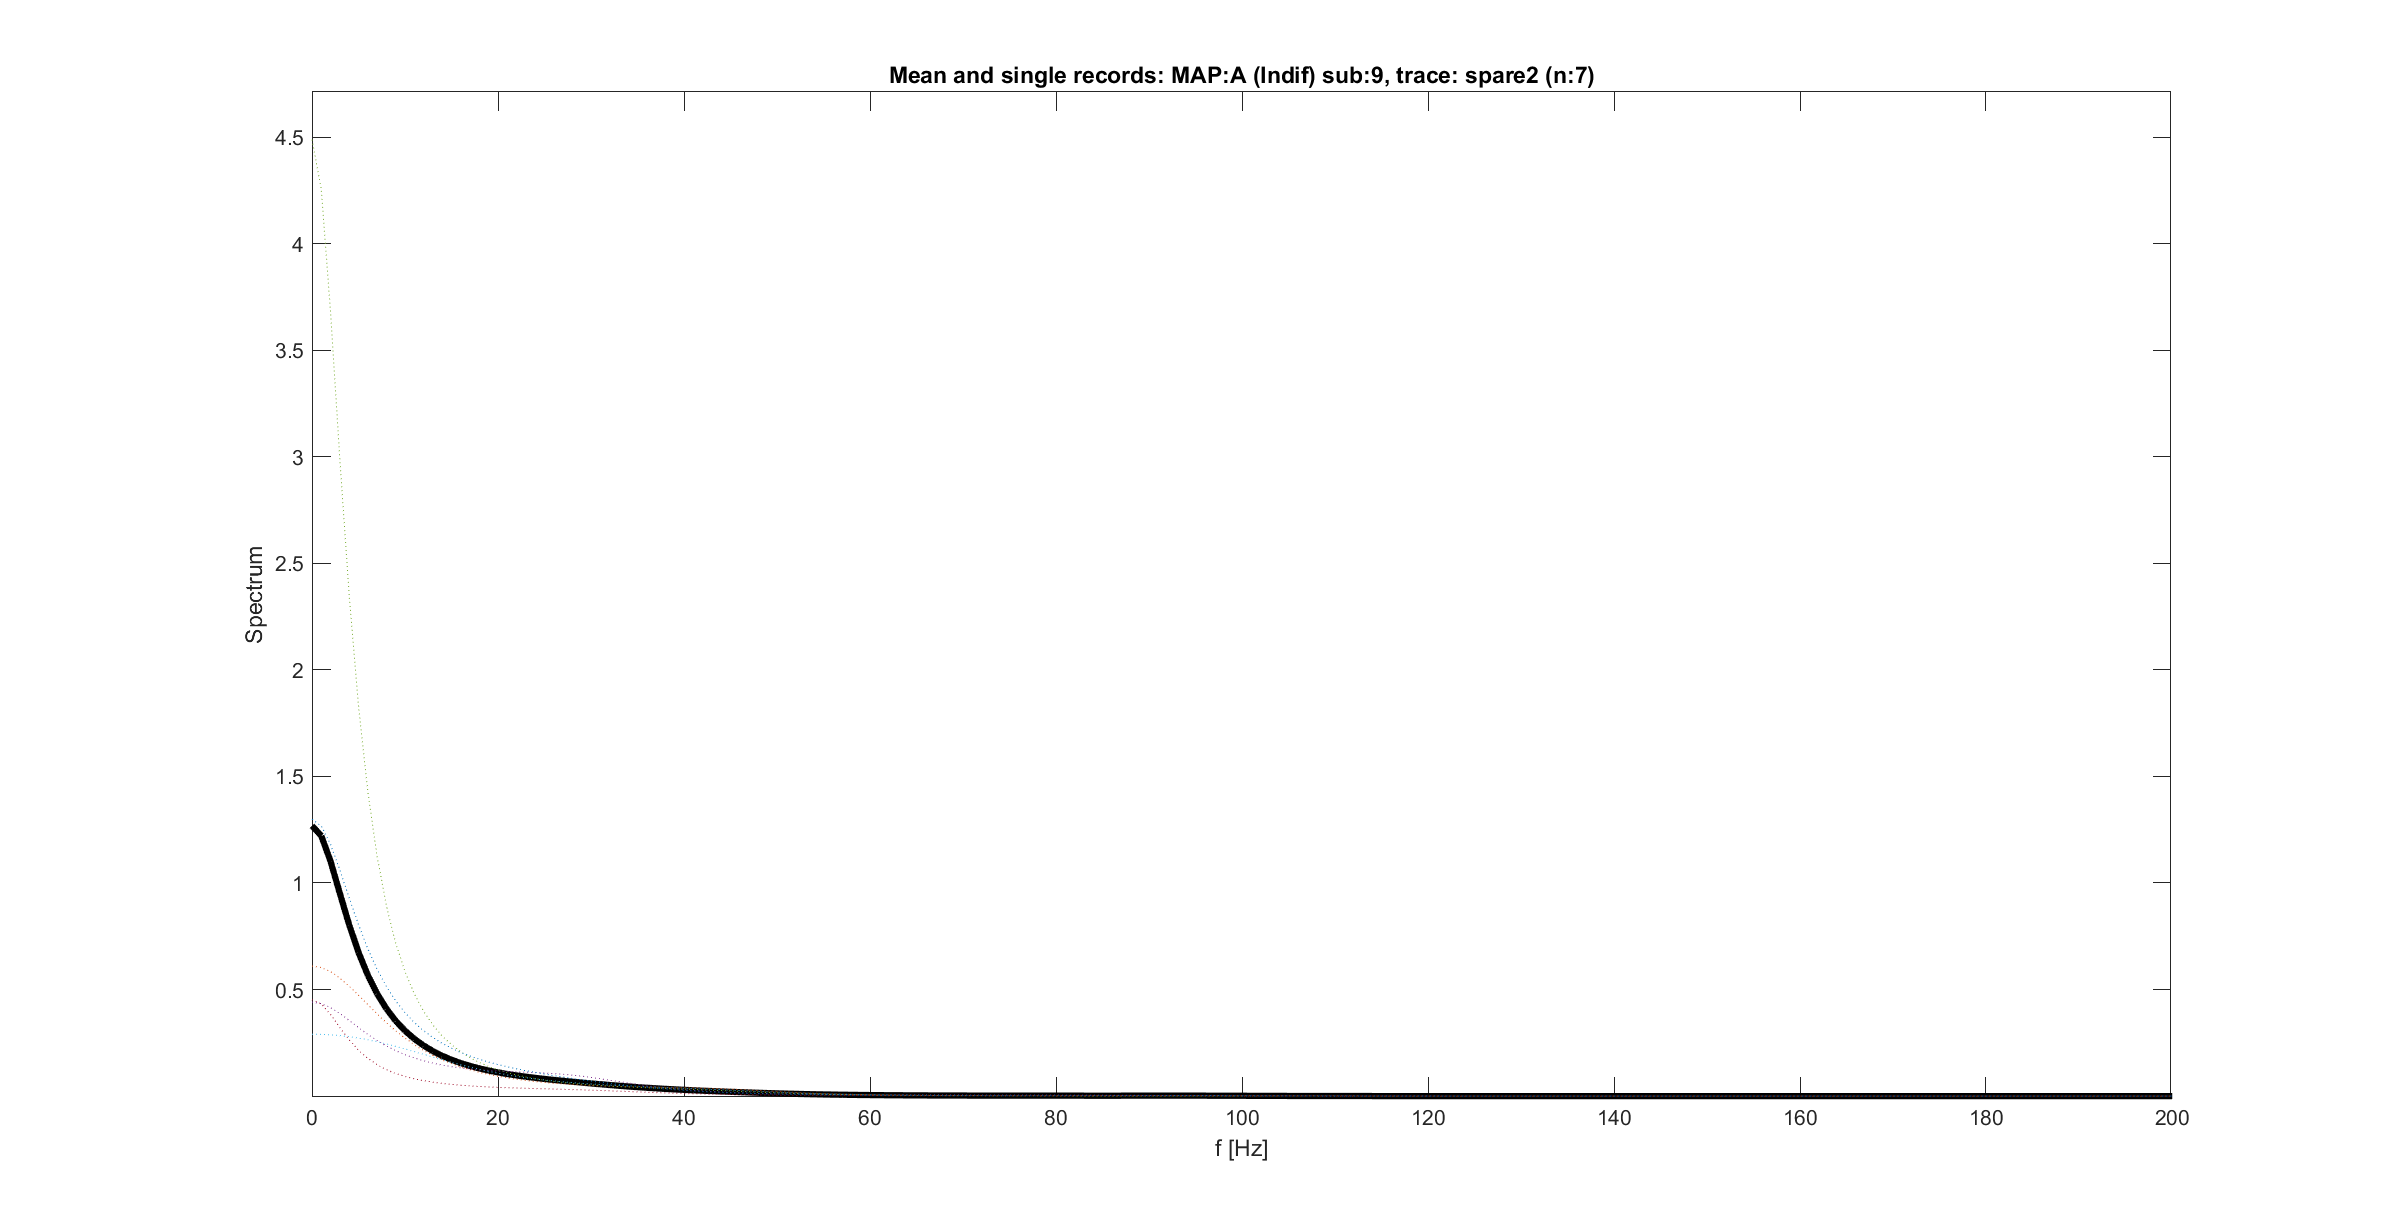 Mean and single records: MAP:A (Indif) sub:9, trace: spare2 (n:7)
4.5
4
3.5
3
2.5
2
1.5
1
0.5
Spectrum
0 20 40 60 80 100 120 140 160 180 200
f [Hz]